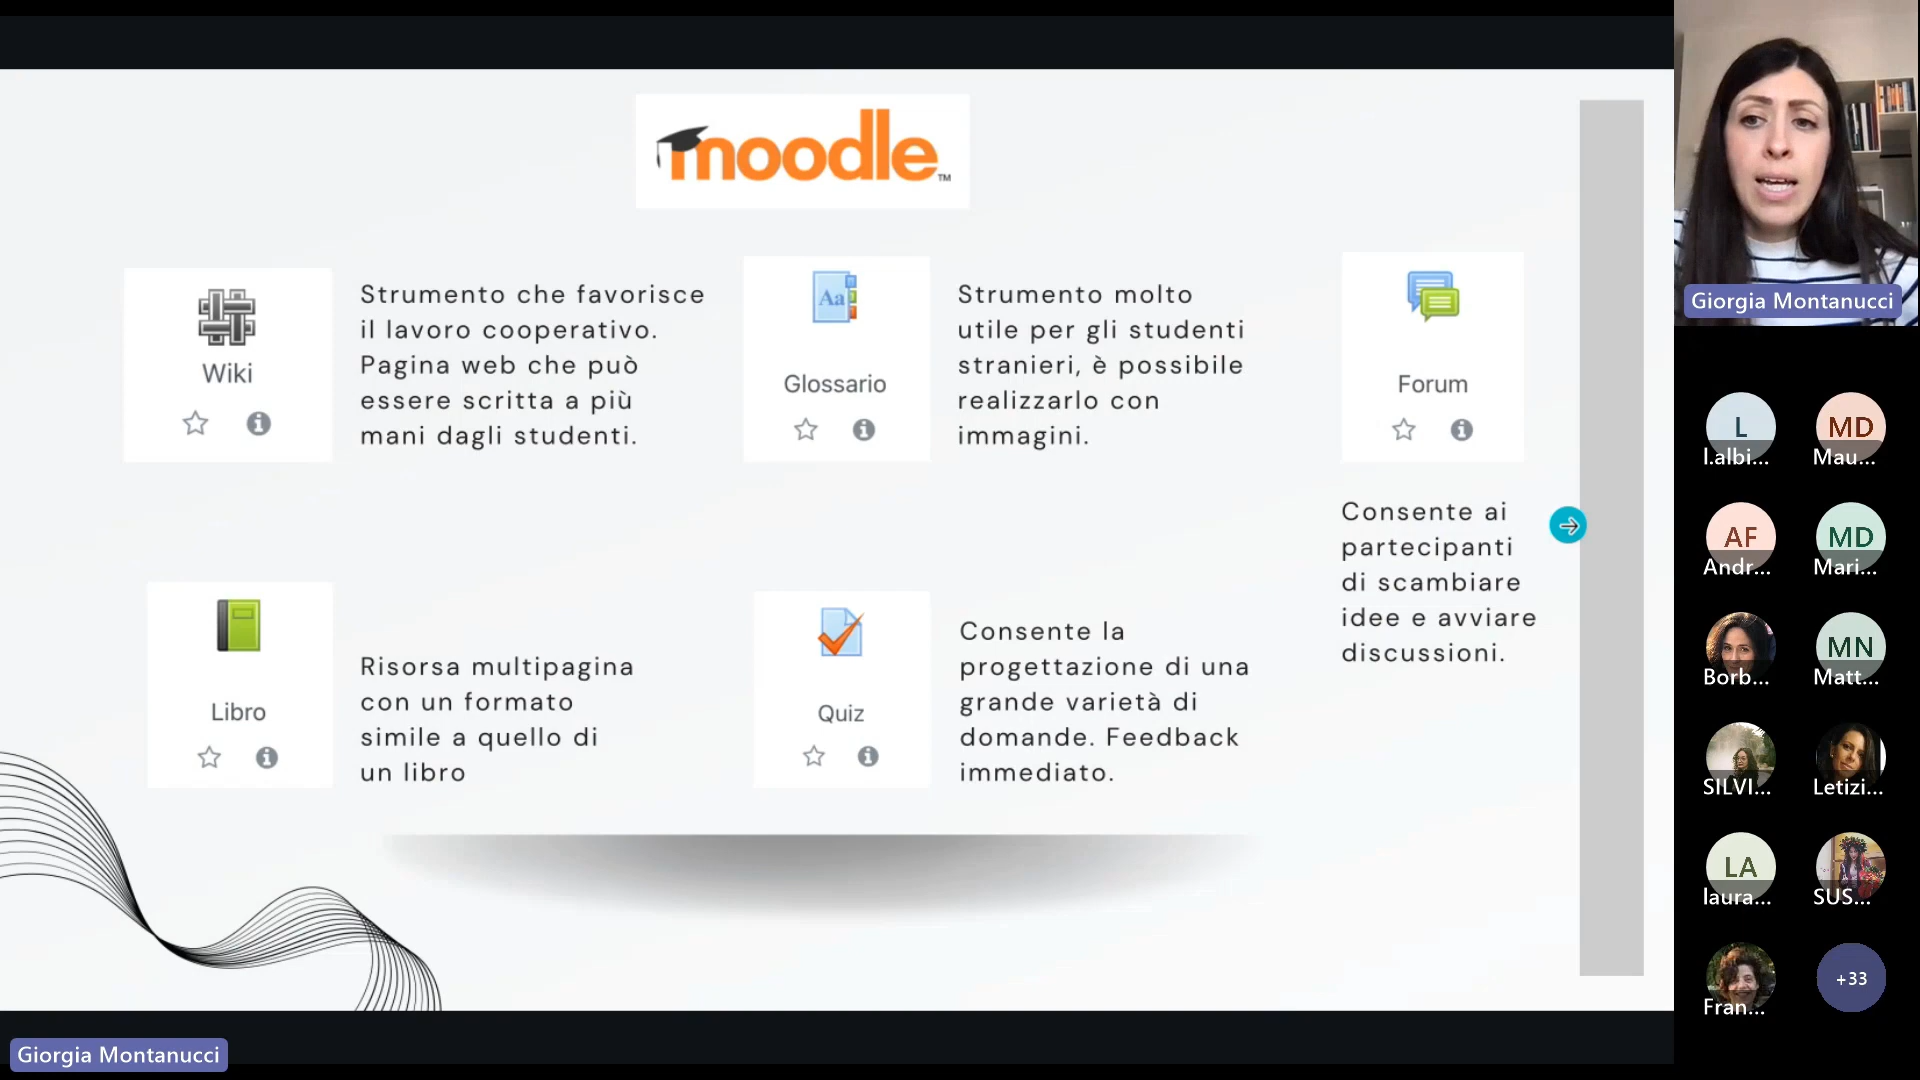 moodle™
Wiki
Strumento che favorisce
il lavoro cooperativo.
Pagina web che può
essere scritta a più
mani dagli studenti.
Aa
Glossario
Strumento molto
utile per gli studenti
stranieri, è possibile
realizzarlo con
immagini.
Forum
Consente ai
partecipanti
di scambiare
idee e avviare
discussioni.
Libro
Risorsa multipagina
con un formato
simile a quello di
un libro
Quiz
Consente la
progettazione di una
grande varietà di
domande. Feedback
immediato.
Giorgia Montanucci
Giorgia Montanucci
L
l.albi...
MD
Mau...
AF
Andr...
MD
Mari...
Borb...
MN
Matt...
SILVI...
Letizi...
LA
laura...
SUS...
Fran...
+33